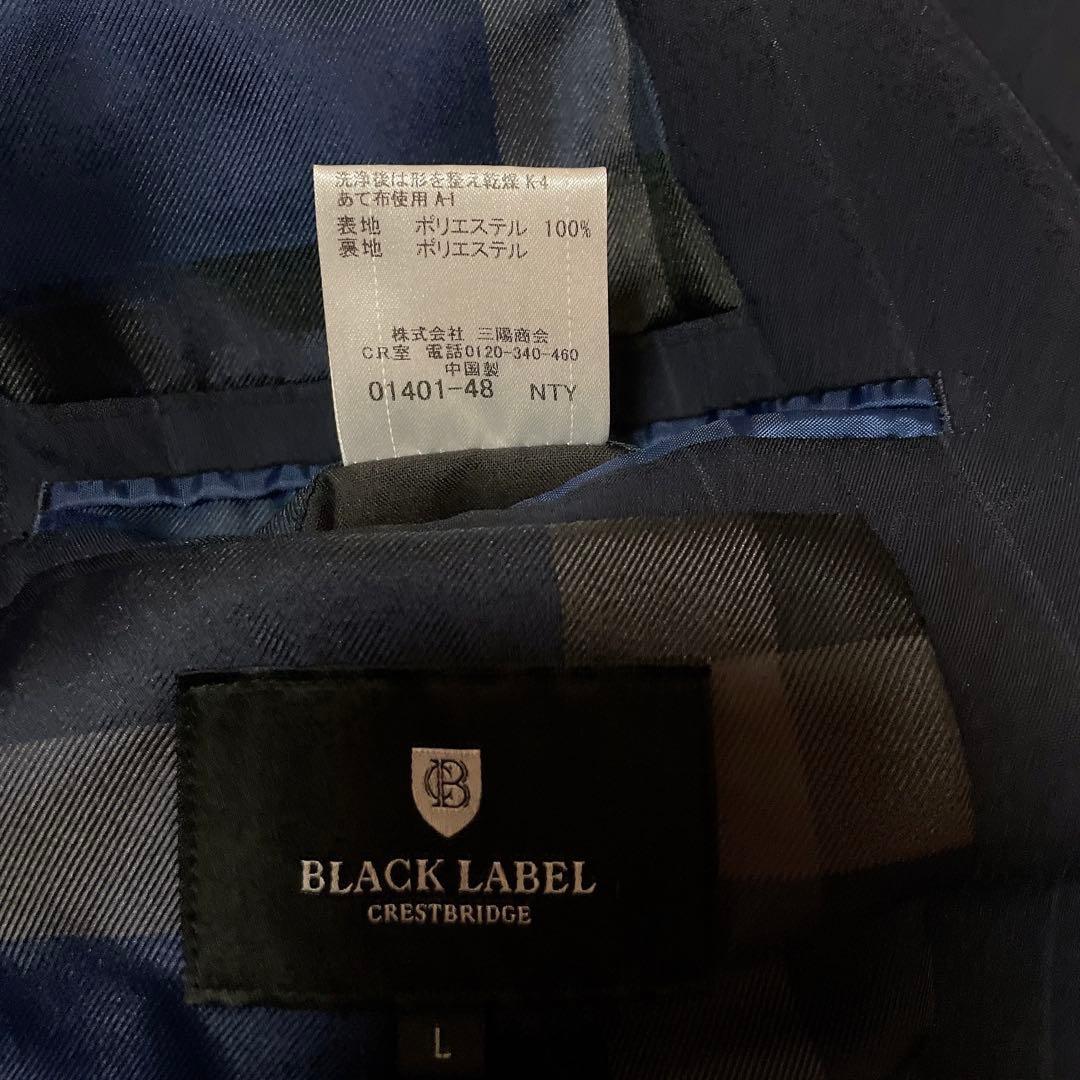 洗浄後は形を整え乾燥 K-4
あて布使用 A-I
表地 ポリエステル 100%
裏地 ポリエステル
株式会社 三陽商会
CR室 電話0120-340-460
中国製
01401-48 NTY
CB
BLACK LABEL
CRESTBRIDGE
L